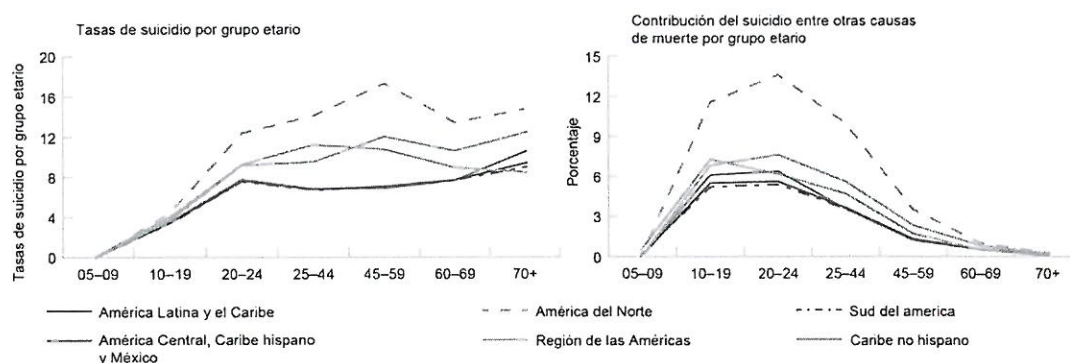 Tasas de suicidio por grupo etario
Tasas de suicidio por grupo etario
20
16
12
8
4
0
05–09 10–19 20–24 25–44 45–59 60–69 70+
Contribución del suicidio entre otras causas
de muerte por grupo etario
Porcentaje
15
12
9
6
3
0
05–09 10–19 20–24 25–44 45–59 60–69 70+
América Latina y el Caribe
América del Norte
Sud del america
América Central, Caribe hispano
y México
Región de las Américas
Caribe no hispano